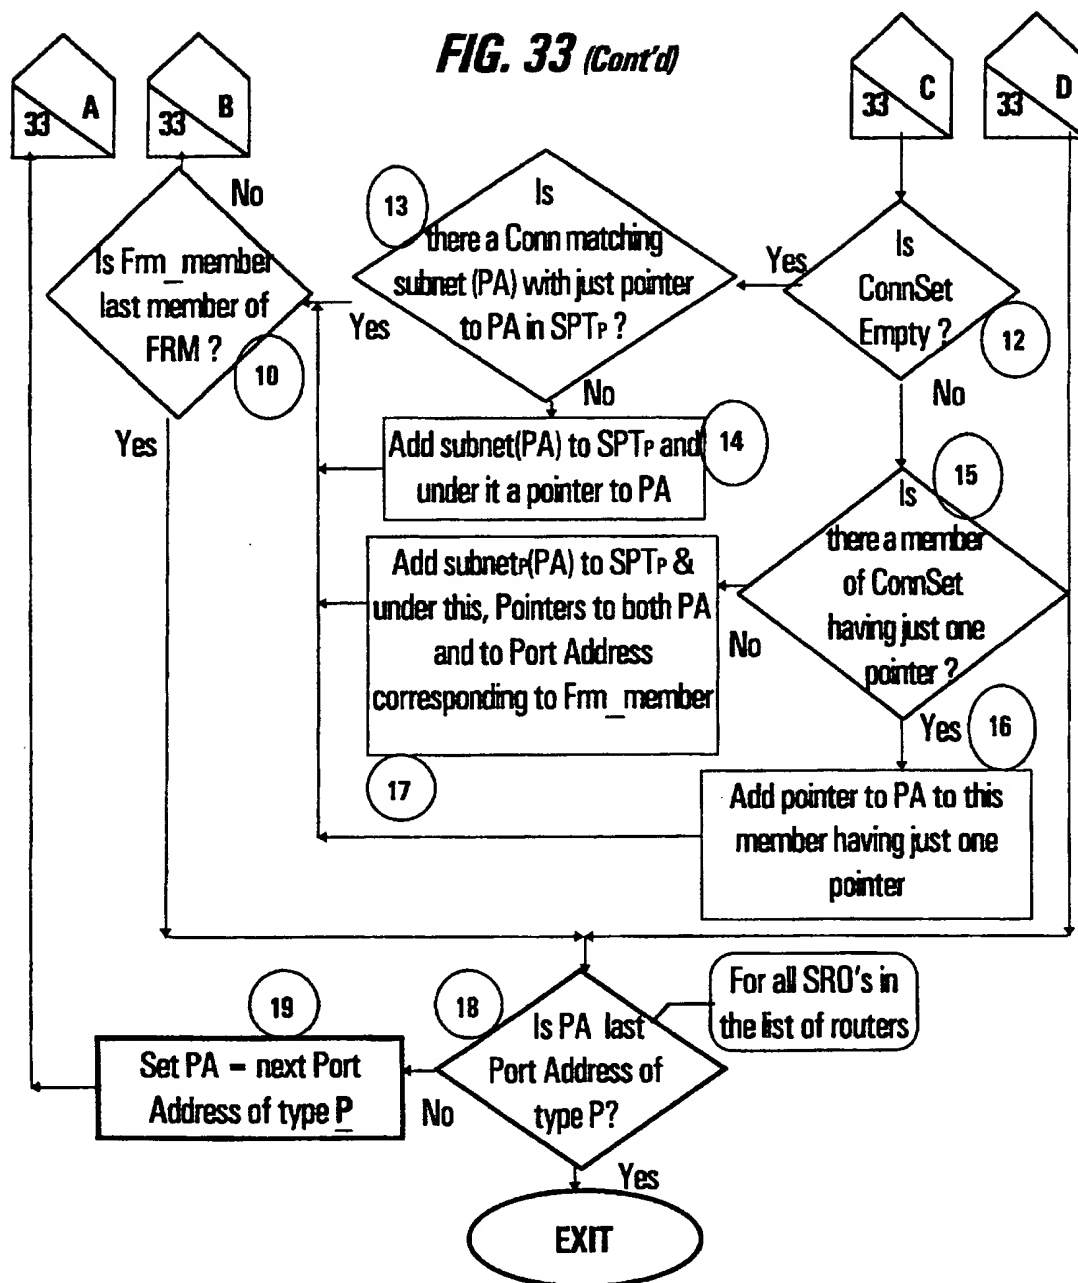 FIG. 33 (Cont'd)
33 A
33 B
33 C
33 D
No
13
Is
there a Conn matching
subnet (PA) with just pointer
to PA in SPTP ?
Yes
Is
ConnSet
Empty ?
12
Is Frm_member
last member of
FRM ?
10
Yes
No
No
Yes
Add subnet(PA) to SPTP and
under it a pointer to PA
14
15
Is
there a member
of ConnSet
having just one
pointer ?
Add subnetP(PA) to SPTP &
under this, Pointers to both PA
and to Port Address
corresponding to Frm_member
No
17
Yes
16
Add pointer to PA to this
member having just one
pointer
For all SRO's in
the list of routers
19
18
Is PA last
Port Address of
type P?
Set PA = next Port
Address of type P
No
Yes
EXIT